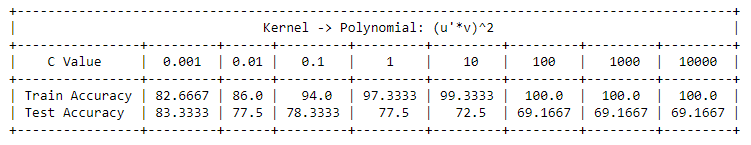 Kernel -> Polynomial: (u'*v)^2
C Value | 0.001 | 0.01 | 0.1 | 1 | 10 | 100 | 1000 | 10000
Train Accuracy | 82.6667 | 86.0 | 94.0 | 97.3333 | 99.3333 | 100.0 | 100.0 | 100.0
Test Accuracy | 83.3333 | 77.5 | 78.3333 | 77.5 | 72.5 | 69.1667 | 69.1667 | 69.1667